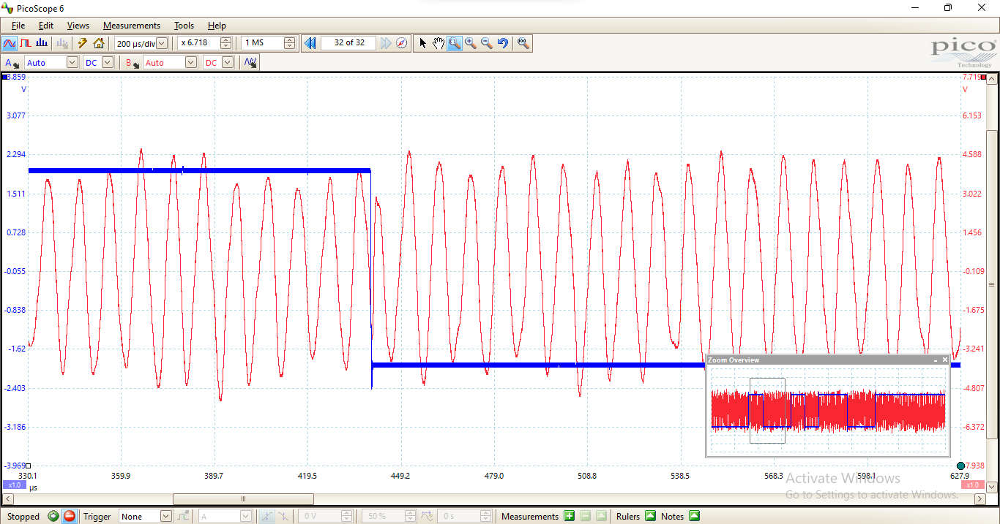 PicoScope 6
File Edit Views Measurements Tools Help
200 µs/div x 6.718 1 MS 32 of 32
pico
Technology
A Auto DC B Auto DC
3.859 7.719
V V
3.077 6.153
2.294 4.588
1.511 3.022
0.728 1.456
-0.055 -0.109
-0.838 -1.675
-1.62 -3.241
Zoom Overview
-2.403 -4.807
-3.186 -6.372
-3.969 -7.938
330.1 359.9 389.7 419.5 449.2 479.0 508.8 538.5 568.3 598.1 627.9
x1.0 µs x1.0
Activate Windows
Go to Settings to activate Windows.
Stopped Trigger None A 0 V 50 % 0 s Measurements Rulers Notes